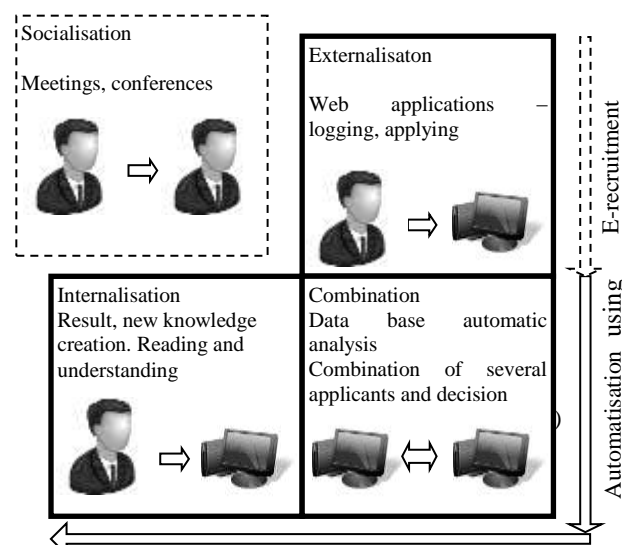 Socialisation
Meetings, conferences
Externalisaton
Web applications –
logging, applying
Internalisation
Result, new knowledge
creation. Reading and
understanding
Combination
Data base automatic
analysis
Combination of several
applicants and decision
)
E-recruitment
Automatisation using